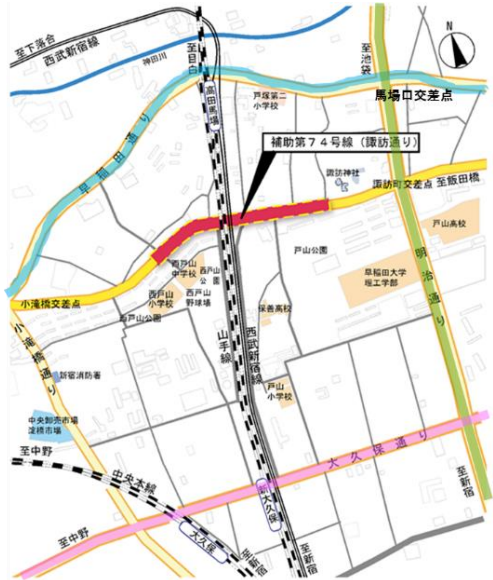 至下落合
西武新宿線
神田川
至目白
高田馬場
戸塚第二
小学校
至池袋
N
馬場口交差点
早稲田通り
補助第74号線（諏訪通り）
諏訪神社
諏訪町交差点 至飯田橋
戸山高校
西戸山
中学校
西戸山
公園
戸山公園
早稲田大学
理工学部
明治通り
小滝橋交差点
西戸山
小学校
西戸山
野球場
西戸山公園
保善高校
小滝橋通り
山手線
西武新宿線
新宿消防署
戸山
小学校
中央卸売市場
淀橋市場
至中野
中央本線
大久保通り
新大久保
至新宿
至中野
大久保
至新宿
至新宿